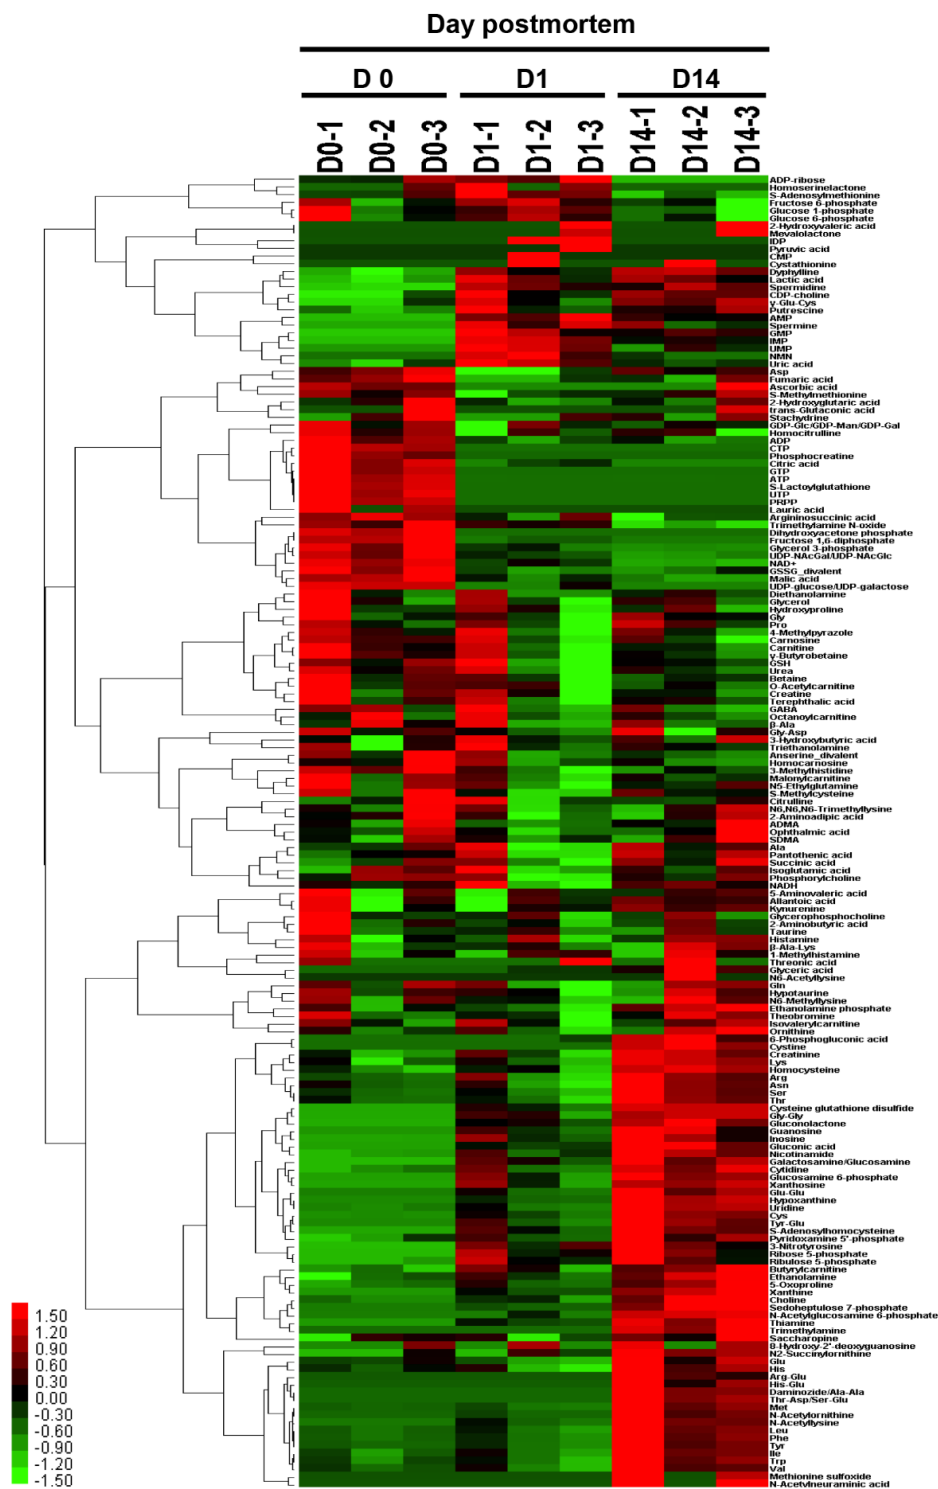 Day postmortem
D 0 D1 D14
D0-1 D0-2 D0-3 D1-1 D1-2 D1-3 D14-1 D14-2 D14-3
ADP-ribose
Homoserinelactone
S-Adenosylmethionine
Fructose 6-phosphate
Glucose 1-phosphate
Glucose 6-phosphate
2-Hydroxyvaleric acid
Mevalolactone
IDP
Pyruvic acid
CMP
Cystathionine
Dyphylline
Lactic acid
Spermidine
CDP-choline
γ-Glu-Cys
Putrescine
AMP
Spermine
GMP
IMP
UMP
NMN
Uric acid
Asp
Fumaric acid
Ascorbic acid
S-Methylmethionine
2-Hydroxyglutaric acid
trans-Glutaconic acid
Stachydrine
GDP-Glc/GDP-Man/GDP-Gal
Homocitrulline
ADP
CTP
Phosphocreatine
Citric acid
GTP
ATP
S-Lactoylglutathione
UTP
PRPP
Lauric acid
Argininosuccinic acid
Trimethylamine N-oxide
Dihydroxyacetone phosphate
Fructose 1,6-diphosphate
Glycerol 3-phosphate
UDP-NAcGal/UDP-NAcGlc
NAD+
GSSG_divalent
Malic acid
UDP-glucose/UDP-galactose
Diethanolamine
Glycerol
Hydroxyproline
Gly
Pro
4-Methylpyrazole
Carnosine
Carnitine
γ-Butyrobetaine
GSH
Urea
Betaine
O-Acetylcarnitine
Creatine
Terephthalic acid
GABA
Octanoylcarnitine
β-Ala
Gly-Asp
3-Hydroxybutyric acid
Triethanolamine
Anserine_divalent
Homocarnosine
3-Methylhistidine
Malonylcarnitine
N5-Ethylglutamine
S-Methylcysteine
Citrulline
N6,N6,N6-Trimethyllysine
2-Aminoadipic acid
ADMA
Ophthalmic acid
SDMA
Ala
Pantothenic acid
Succinic acid
Isoglutamic acid
Phosphorylcholine
NADH
5-Aminovaleric acid
Allantoic acid
Kynurenine
Glycerophosphocholine
2-Aminobutyric acid
Taurine
Histamine
β-Ala-Lys
1-Methylhistamine
Threonic acid
Glyceric acid
N6-Acetyllysine
Gln
Hypotaurine
N6-Methyllysine
Ethanolamine phosphate
Theobromine
Isovalerylcarnitine
Ornithine
6-Phosphogluconic acid
Cystine
Creatinine
Lys
Homocysteine
Arg
Asn
Ser
Thr
Cysteine glutathione disulfide
Gly-Gly
Gluconolactone
Guanosine
Inosine
Gluconic acid
Nicotinamide
Galactosamine/Glucosamine
Cytidine
Glucosamine 6-phosphate
Xanthosine
Glu-Glu
Hypoxanthine
Uridine
Cys
Tyr-Glu
S-Adenosylhomocysteine
Pyridoxamine 5'-phosphate
3-Nitrotyrosine
Ribose 5-phosphate
Ribulose 5-phosphate
Butyrylcarnitine
Ethanolamine
5-Oxoproline
Xanthine
Choline
Sedoheptulose 7-phosphate
N-Acetylglucosamine 6-phosphate
Thiamine
Trimethylamine
Saccharopine
8-Hydroxy-2'-deoxyguanosine
N2-Succinylornithine
Glu
His
Arg-Glu
His-Glu
Daminozide/Ala-Ala
Thr-Asp/Ser-Glu
Met
N-Acetylornithine
N-Acetyllysine
Leu
Phe
Tyr
Ile
Trp
Val
Methionine sulfoxide
N-Acetylneuraminic acid
1.50
1.20
0.90
0.60
0.30
0.00
-0.30
-0.60
-0.90
-1.20
-1.50